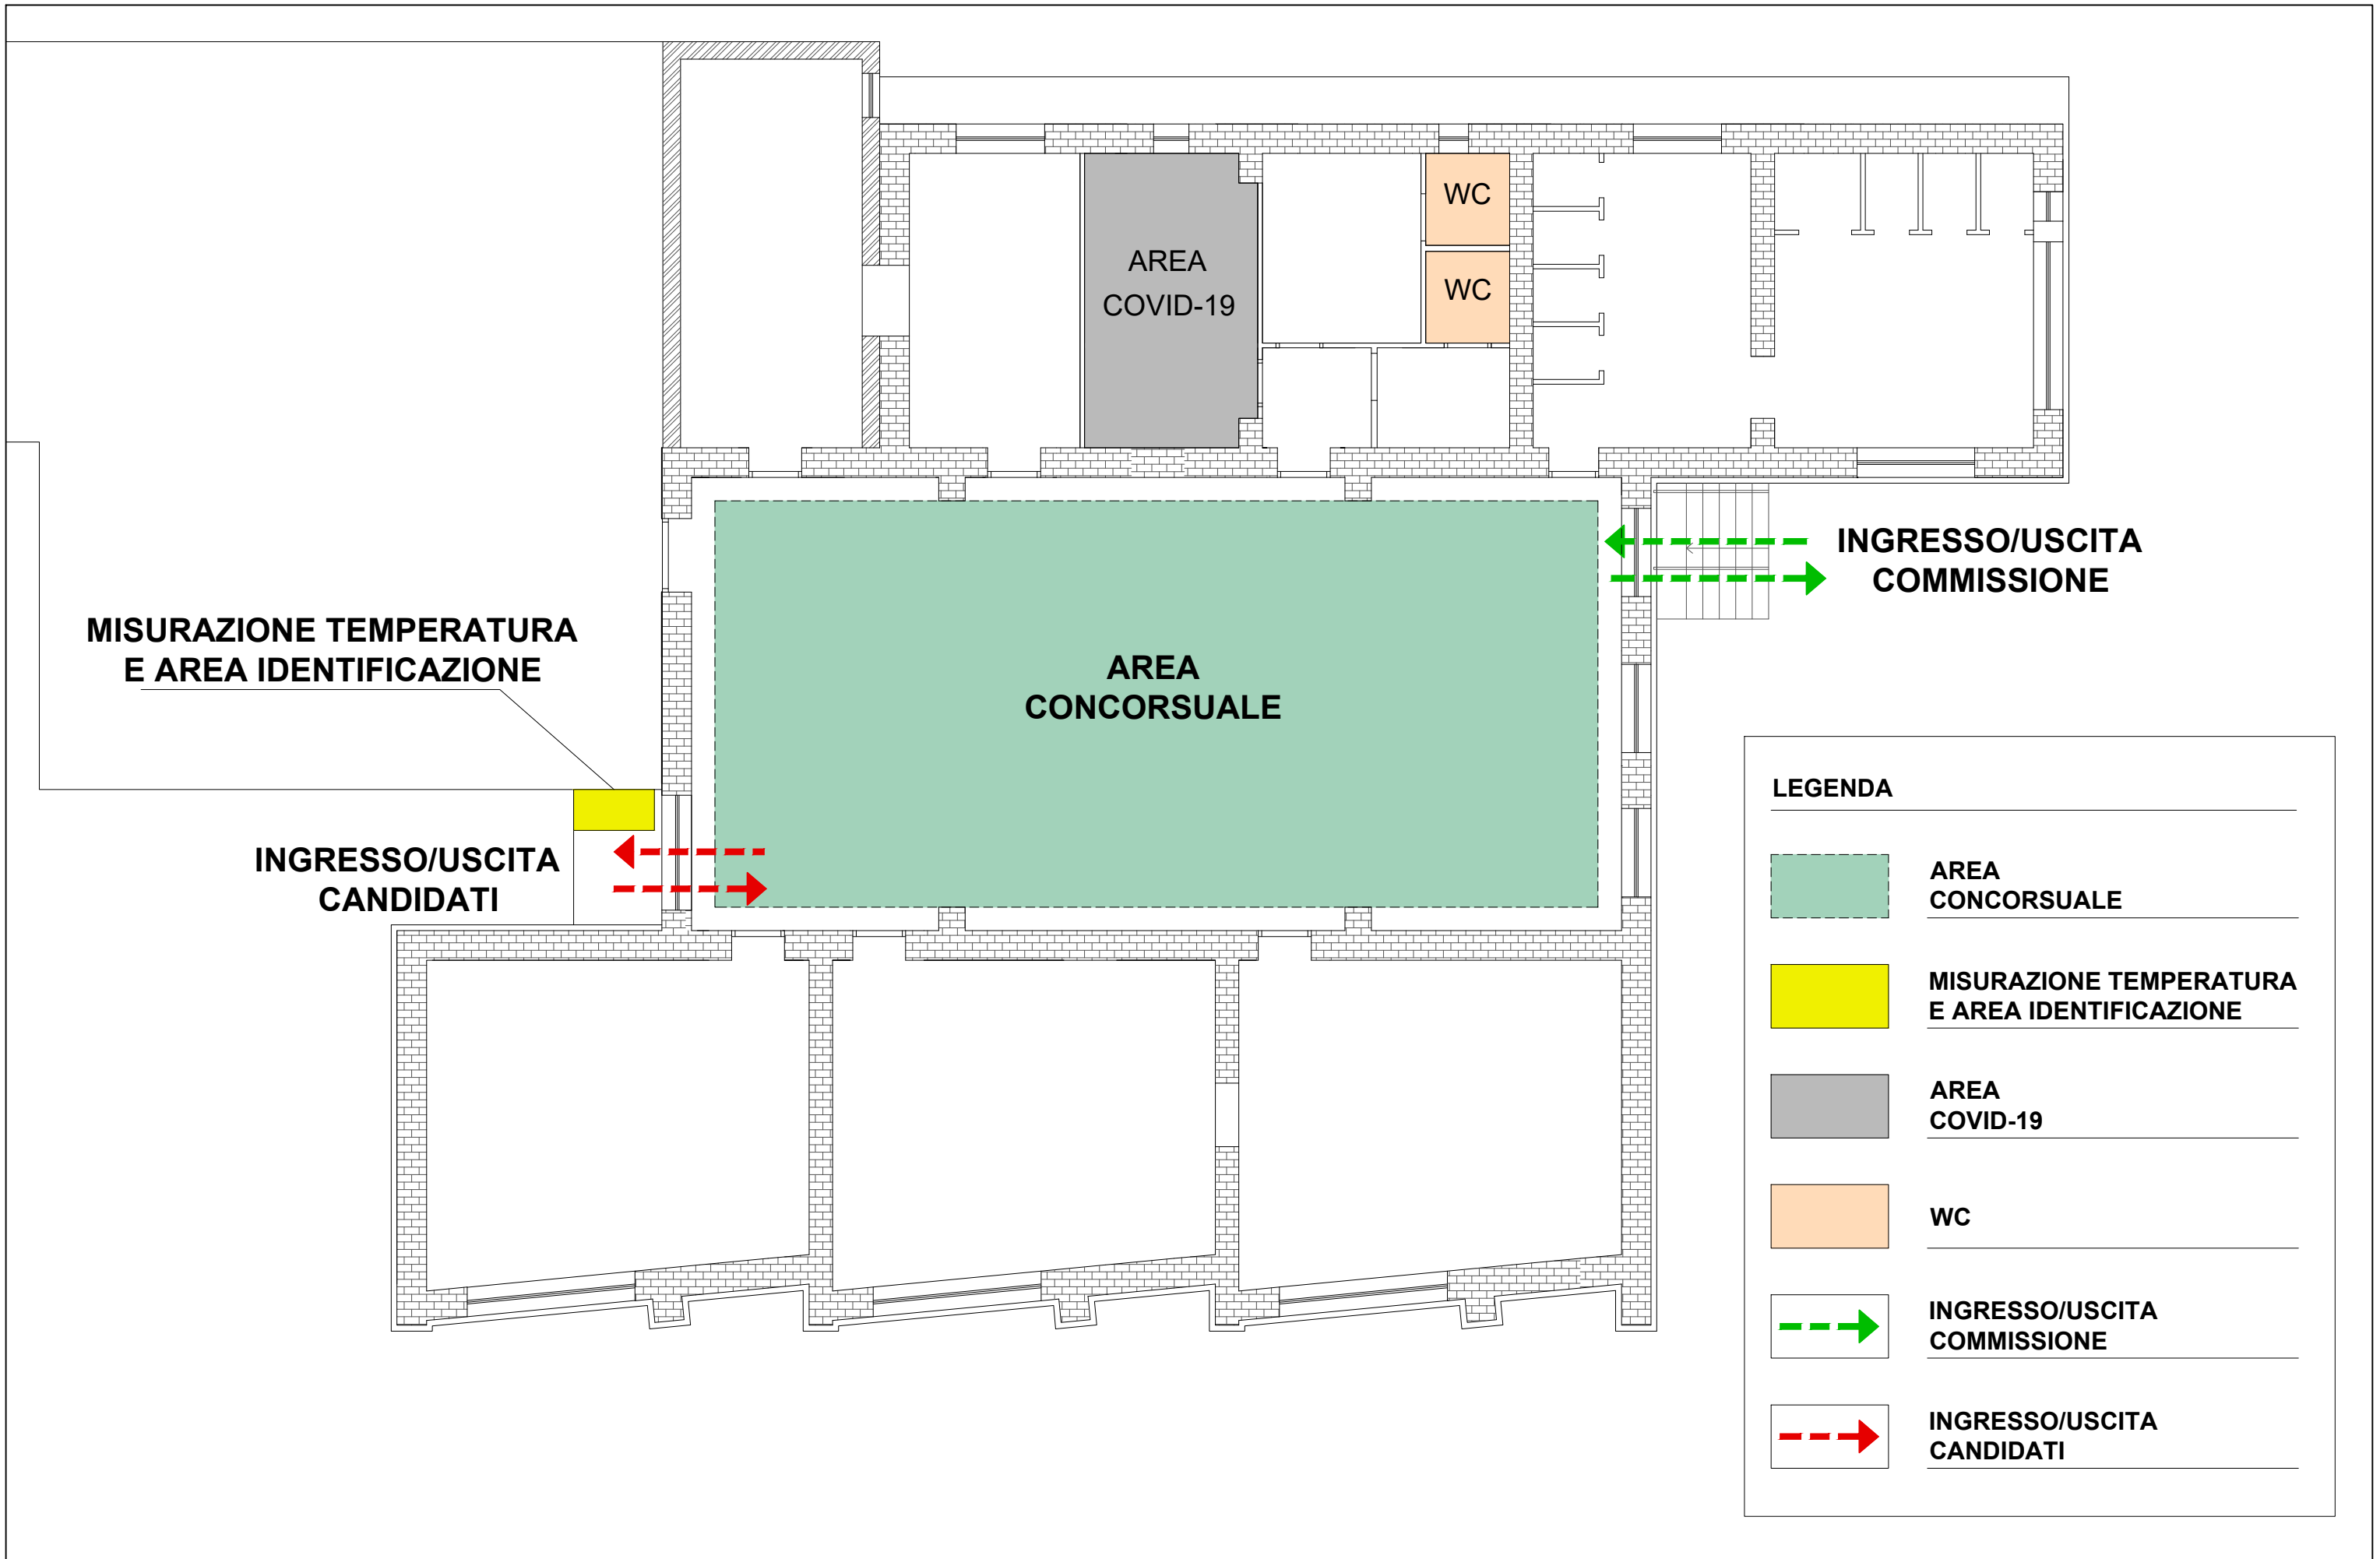 WC
AREA
COVID-19
WC
INGRESSO/USCITA
COMMISSIONE
MISURAZIONE TEMPERATURA
E AREA IDENTIFICAZIONE
AREA
CONCORSUALE
INGRESSO/USCITA
CANDIDATI
LEGENDA
AREA
CONCORSUALE
MISURAZIONE TEMPERATURA
E AREA IDENTIFICAZIONE
AREA
COVID-19
WC
INGRESSO/USCITA
COMMISSIONE
INGRESSO/USCITA
CANDIDATI